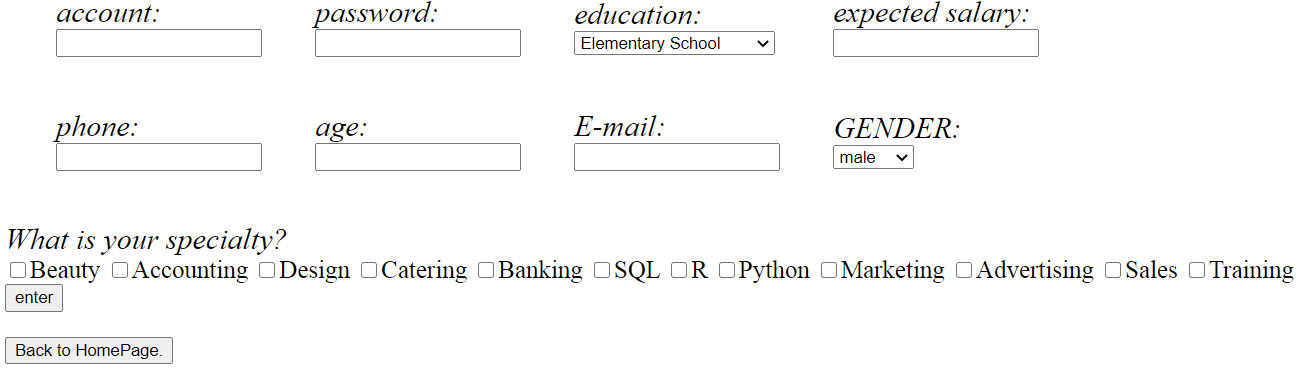 account: password: education: expected salary:
Elementary School
phone: age: E-mail: GENDER:
male
What is your specialty?
Beauty Accounting Design Catering Banking SQL R Python Marketing Advertising Sales Training
enter
Back to HomePage.